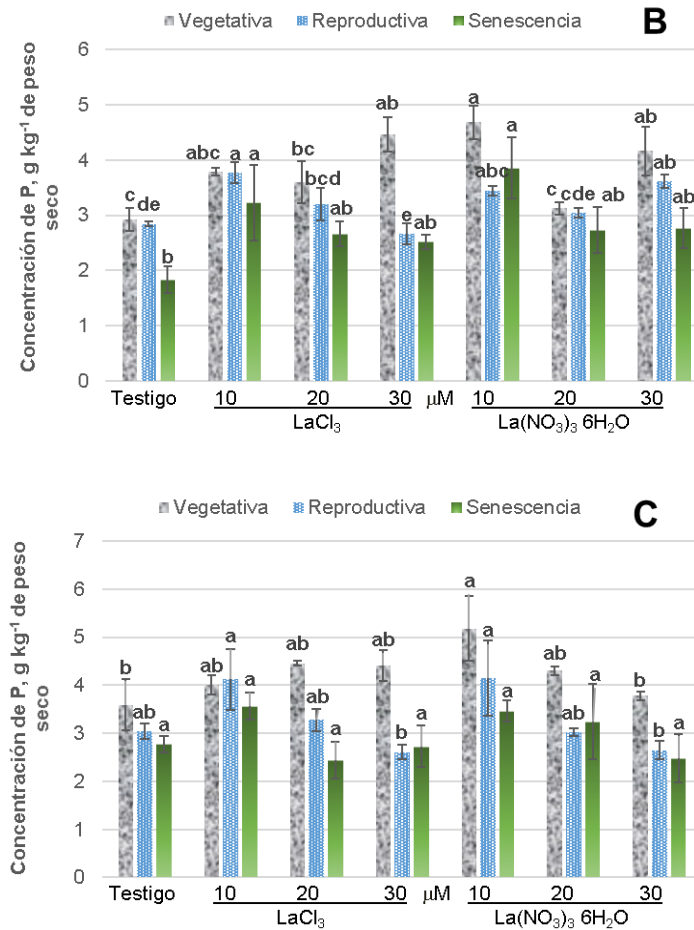 Vegetativa Reproductiva Senescencia
B
Concentración de P, g kg⁻¹ de peso
seco
6
5
4
3
2
1
0
c de b
abc a a
bc bcd ab
ab e ab
a abc a
c cde ab
ab ab ab
Testigo 10 20 30 μM 10 20 30
LaCl₃ La(NO₃)₃ 6H₂O
Vegetativa Reproductiva Senescencia
C
Concentración de P, g kg⁻¹ de peso
seco
7
6
5
4
3
2
1
0
b ab a
ab a a
ab ab a
ab b a
a a a
ab ab a
b b a
Testigo 10 20 30 μM 10 20 30
LaCl₃ La(NO₃)₃ 6H₂O